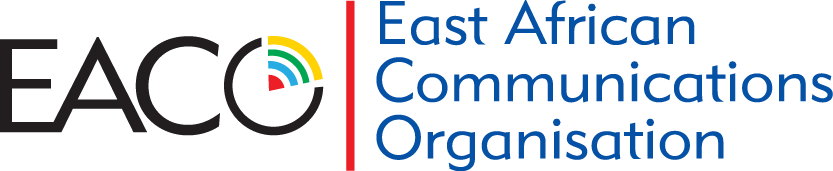 EACO
East African
Communications
Organisation